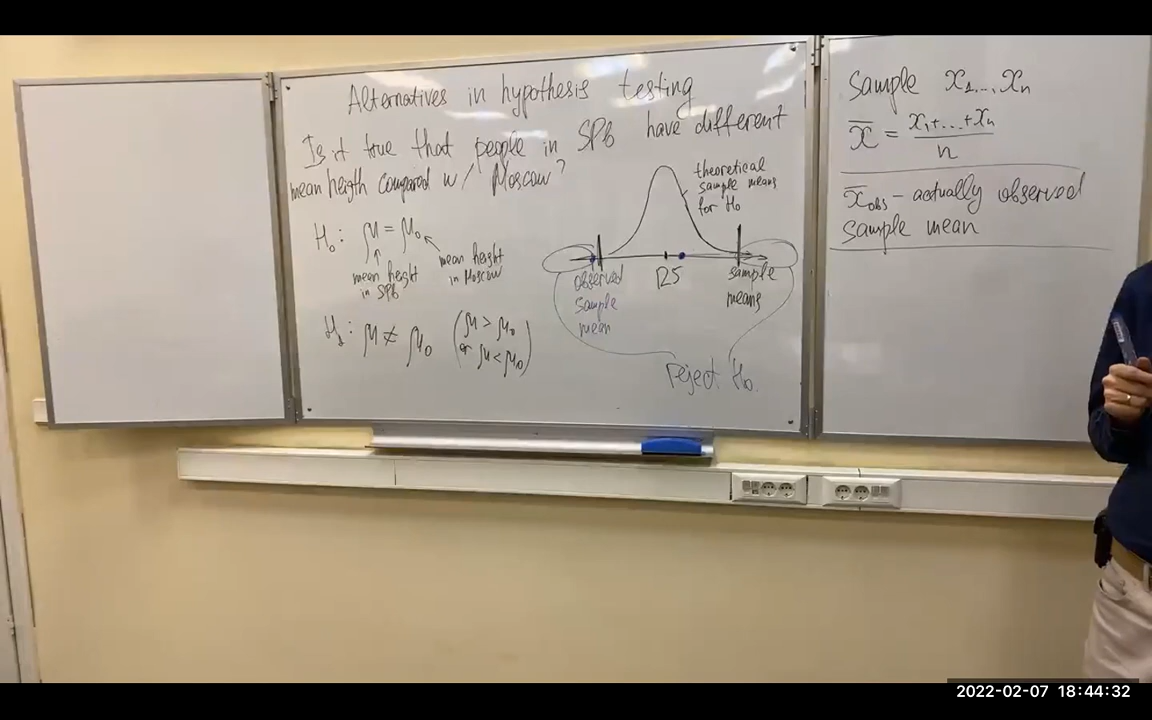 Alternatives in hypothesis testing
Is it true that people in SPb have different
mean heigth compared w/ Moscow?
H₀: μ = μ₀
mean height
in SPb
mean height
in Moscow
H₁: μ ≠ μ₀ (μ > μ₀
or μ < μ₀)
theoretical
sample means
for H₀
observed
sample
mean
125
sample
means
reject H₀.
Sample x₁,...,xₙ
x̄ = x₁+...+xₙ
n
x̄obs – actually observed
sample mean
2022-02-07 18:44:32